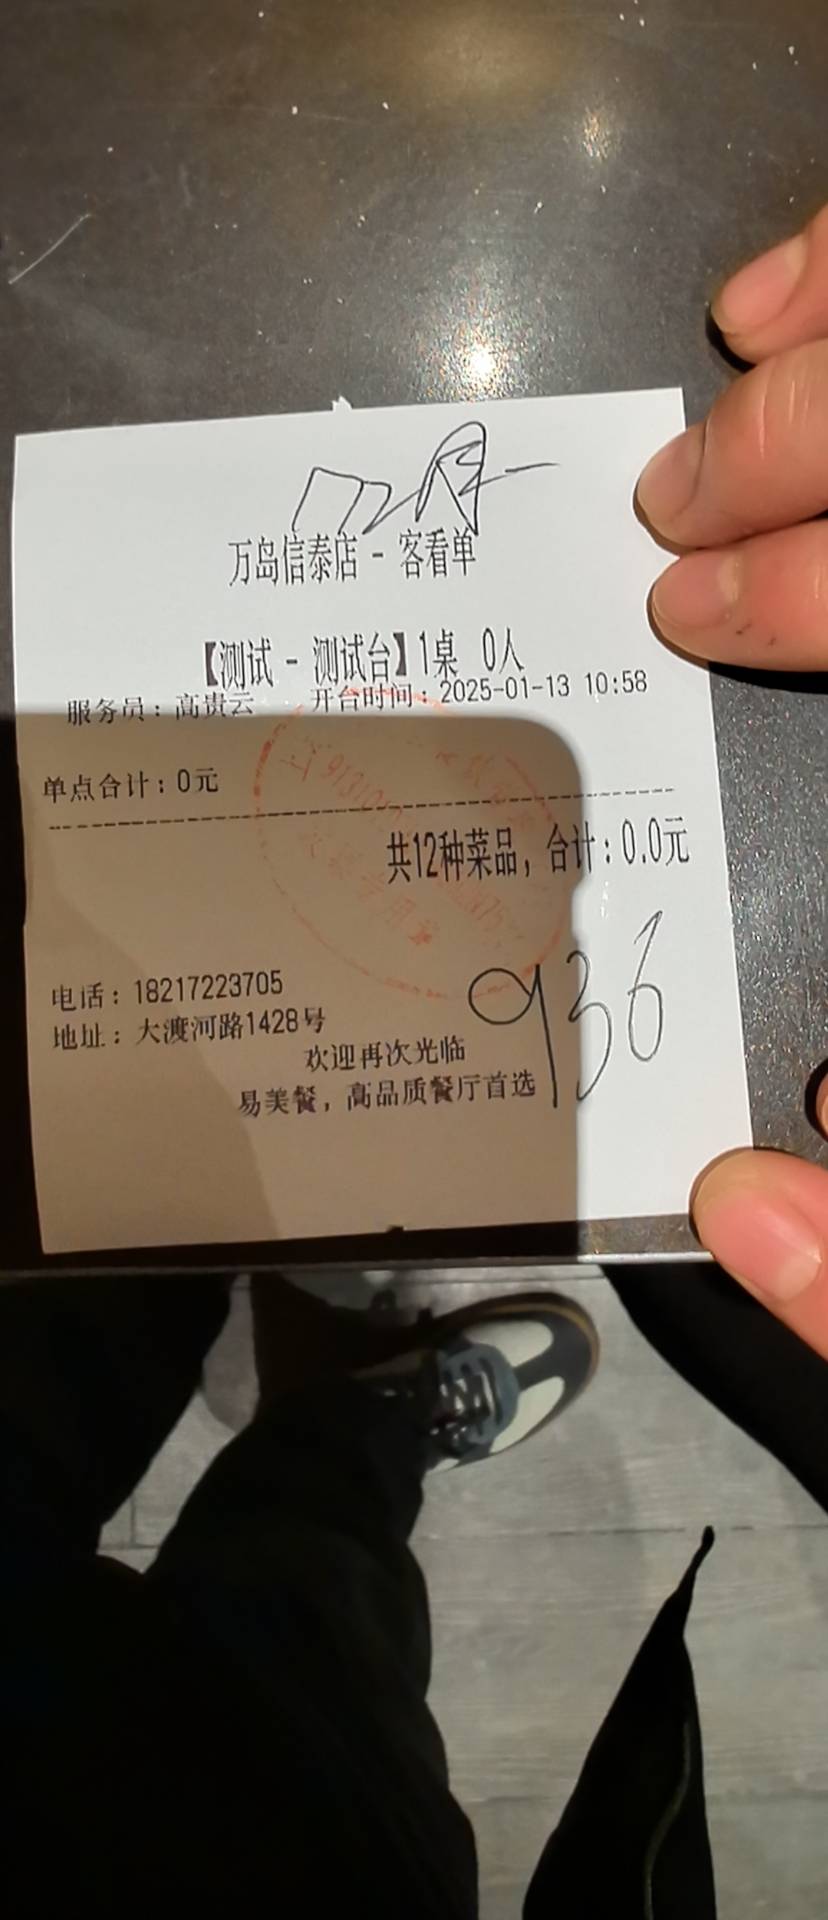 万岛信泰店 - 客看单
【测试 - 测试台】1桌 0人
服务员：高贵云 开台时间：2025-01-13 10:58
单点合计：0元
共12种菜品，合计：0.0元
936
电话：18217223705
地址：大渡河路1428号
欢迎再次光临
易美餐，高品质餐厅首选